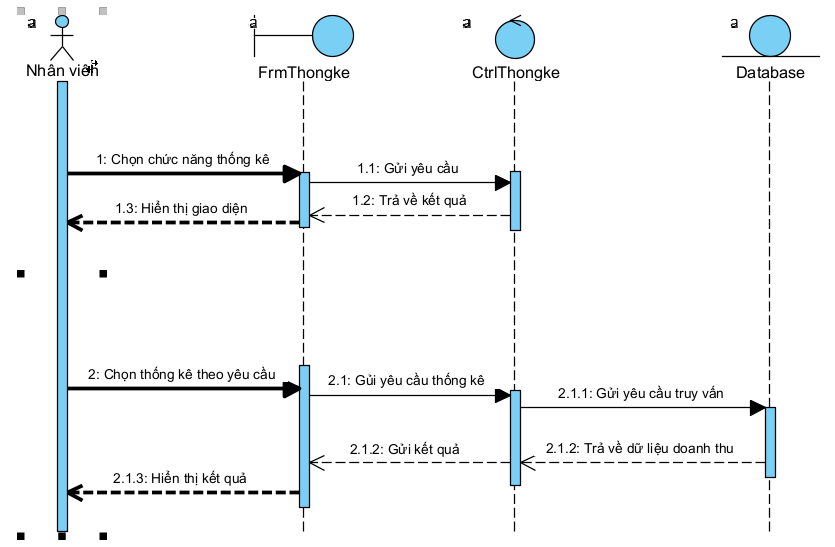 a a a a
Nhân viên FrmThongke CtrlThongke Database
1: Chọn chức năng thống kê
1.1: Gửi yêu cầu
1.2: Trả về kết quả
1.3: Hiển thị giao diện
2: Chọn thống kê theo yêu cầu
2.1: Gủi yêu cầu thống kê
2.1.1: Gửi yêu cầu truy vấn
2.1.2: Gửi kết quả
2.1.2: Trả về dữ liệu doanh thu
2.1.3: Hiển thị kết quả